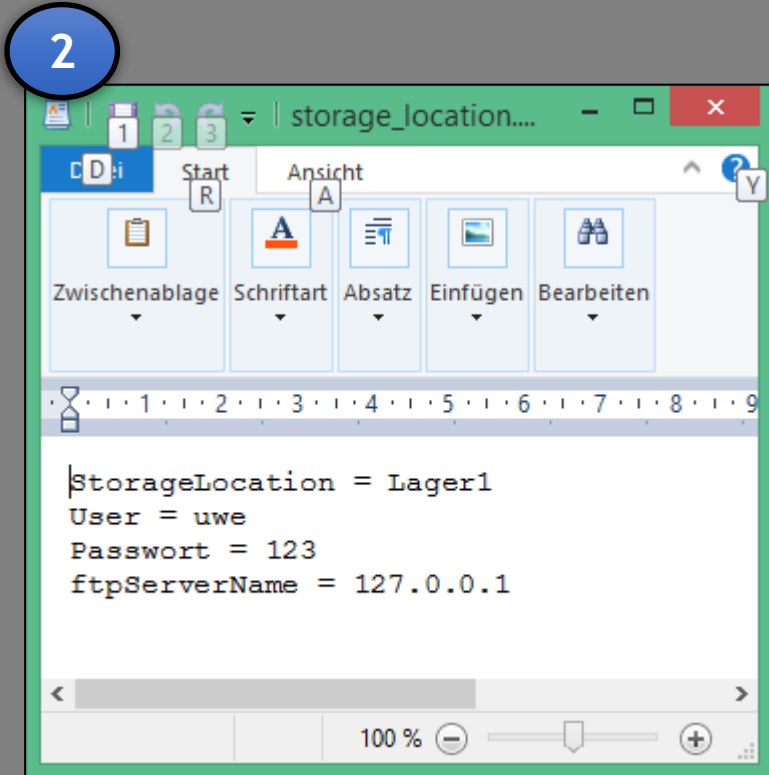 2
storage_location....
1 2 3
D
Start Ansicht
R A Y
Zwischenablage Schriftart Absatz Einfügen Bearbeiten
1 2 3 4 5 6 7 8 9
StorageLocation = Lager1
User = uwe
Passwort = 123
ftpServerName = 127.0.0.1
100 %